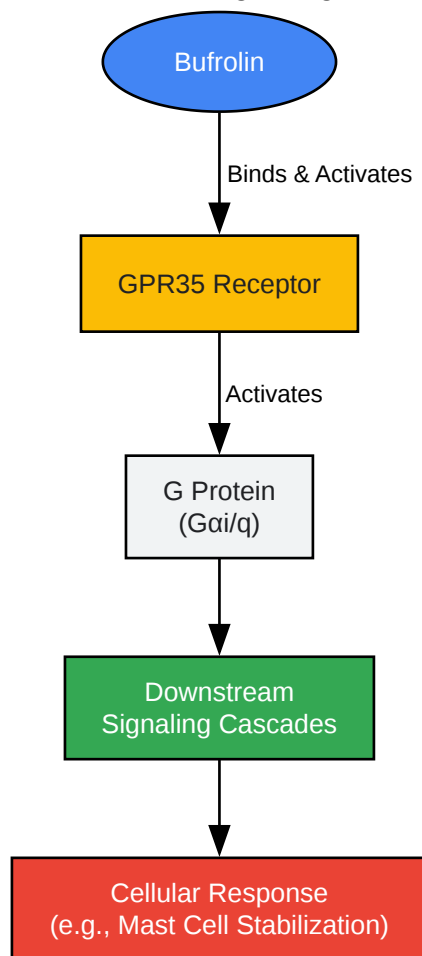 Bufrolin
Binds & Activates
GPR35 Receptor
Activates
G Protein
(Gαi/q)
Downstream
Signaling Cascades
Cellular Response
(e.g., Mast Cell Stabilization)